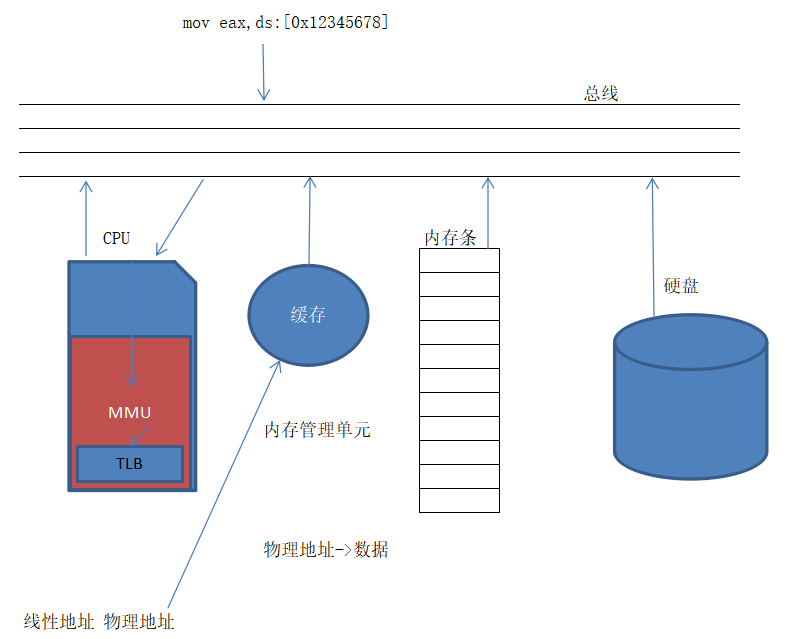 mov eax,ds:[0x12345678]
总线
CPU
内存条
硬盘
缓存
MMU
内存管理单元
TLB
物理地址->数据
线性地址 物理地址